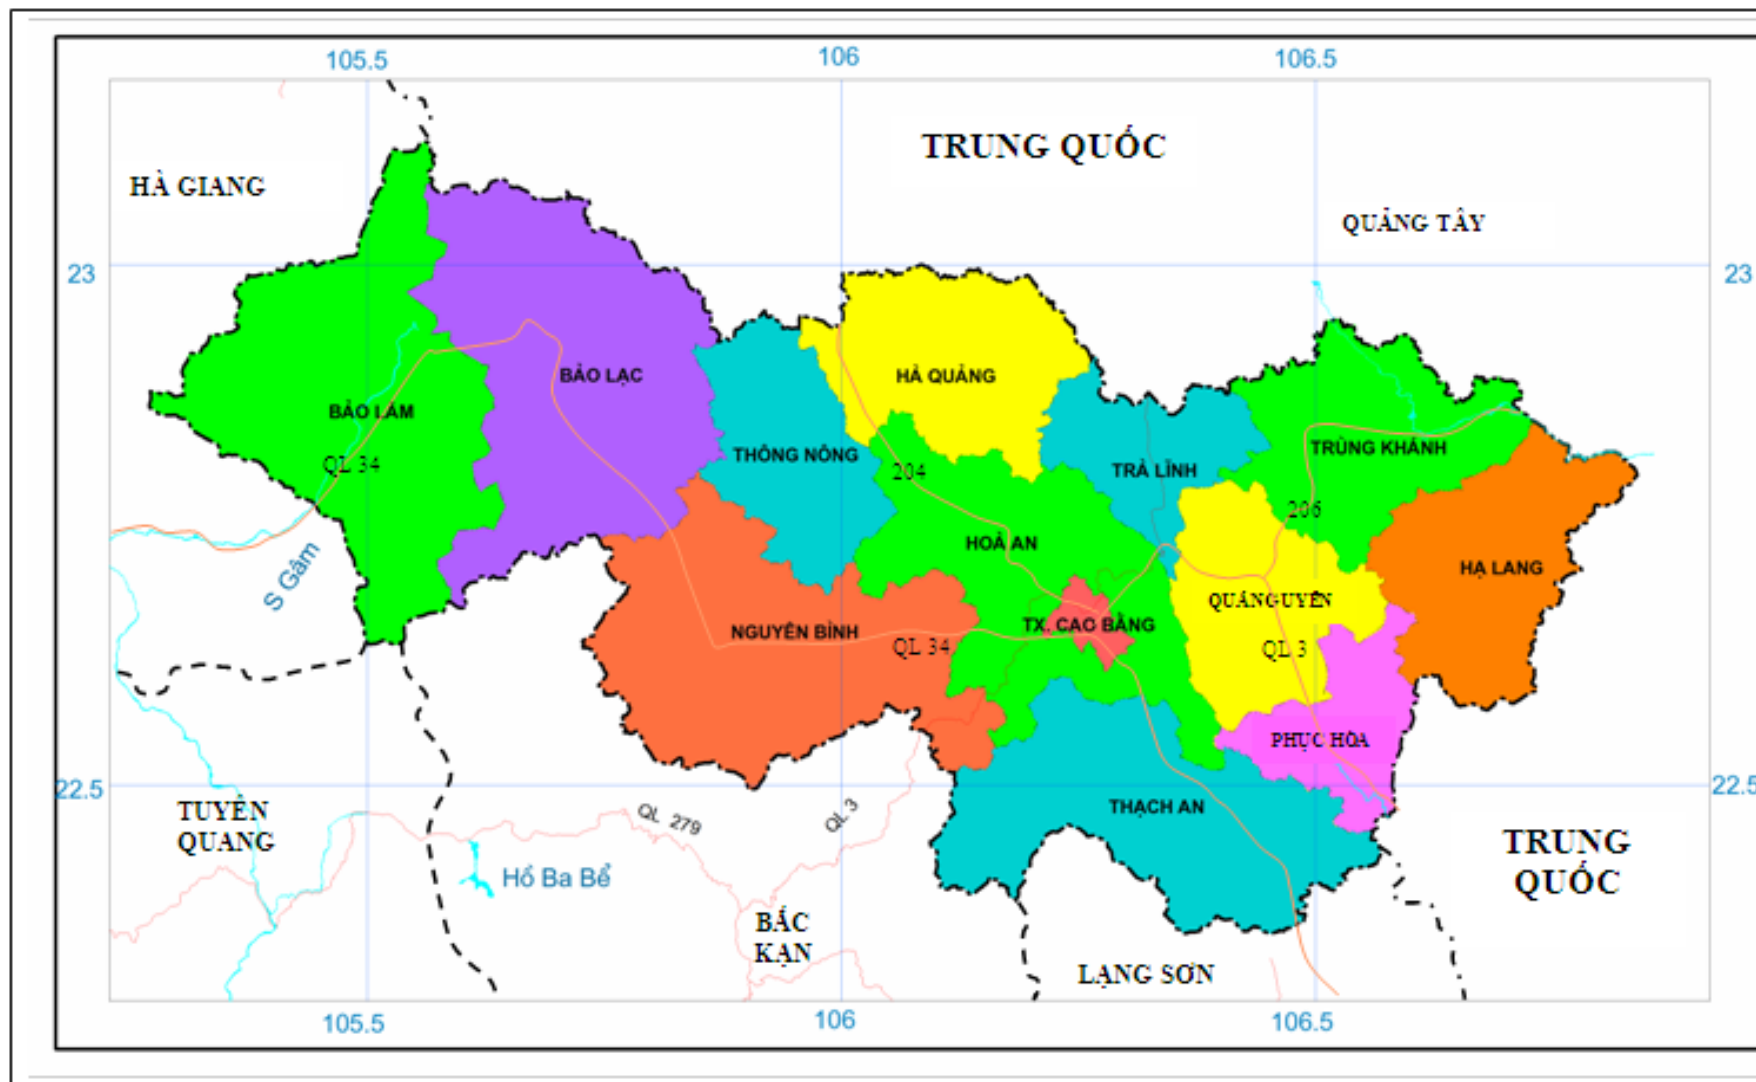 105.5
106
106.5
TRUNG QUỐC
HÀ GIANG
QUẢNG TÂY
23
23
BẢO LẠC
HÀ QUẢNG
BẢO LÂM
THÔNG NÔNG
TRÀ LĨNH
TRÙNG KHÁNH
QL 34
204
206
HOÀ AN
HẠ LANG
S Gâm
QUẢNGUYÊN
NGUYÊN BÌNH
TX. CAO BẰNG
QL 34
QL 3
PHỤC HÒA
22.5
22.5
THẠCH AN
TUYÊN
QUANG
QL 279
QL 3
TRUNG
QUỐC
Hồ Ba Bể
BẮC
KẠN
LẠNG SƠN
105.5
106
106.5